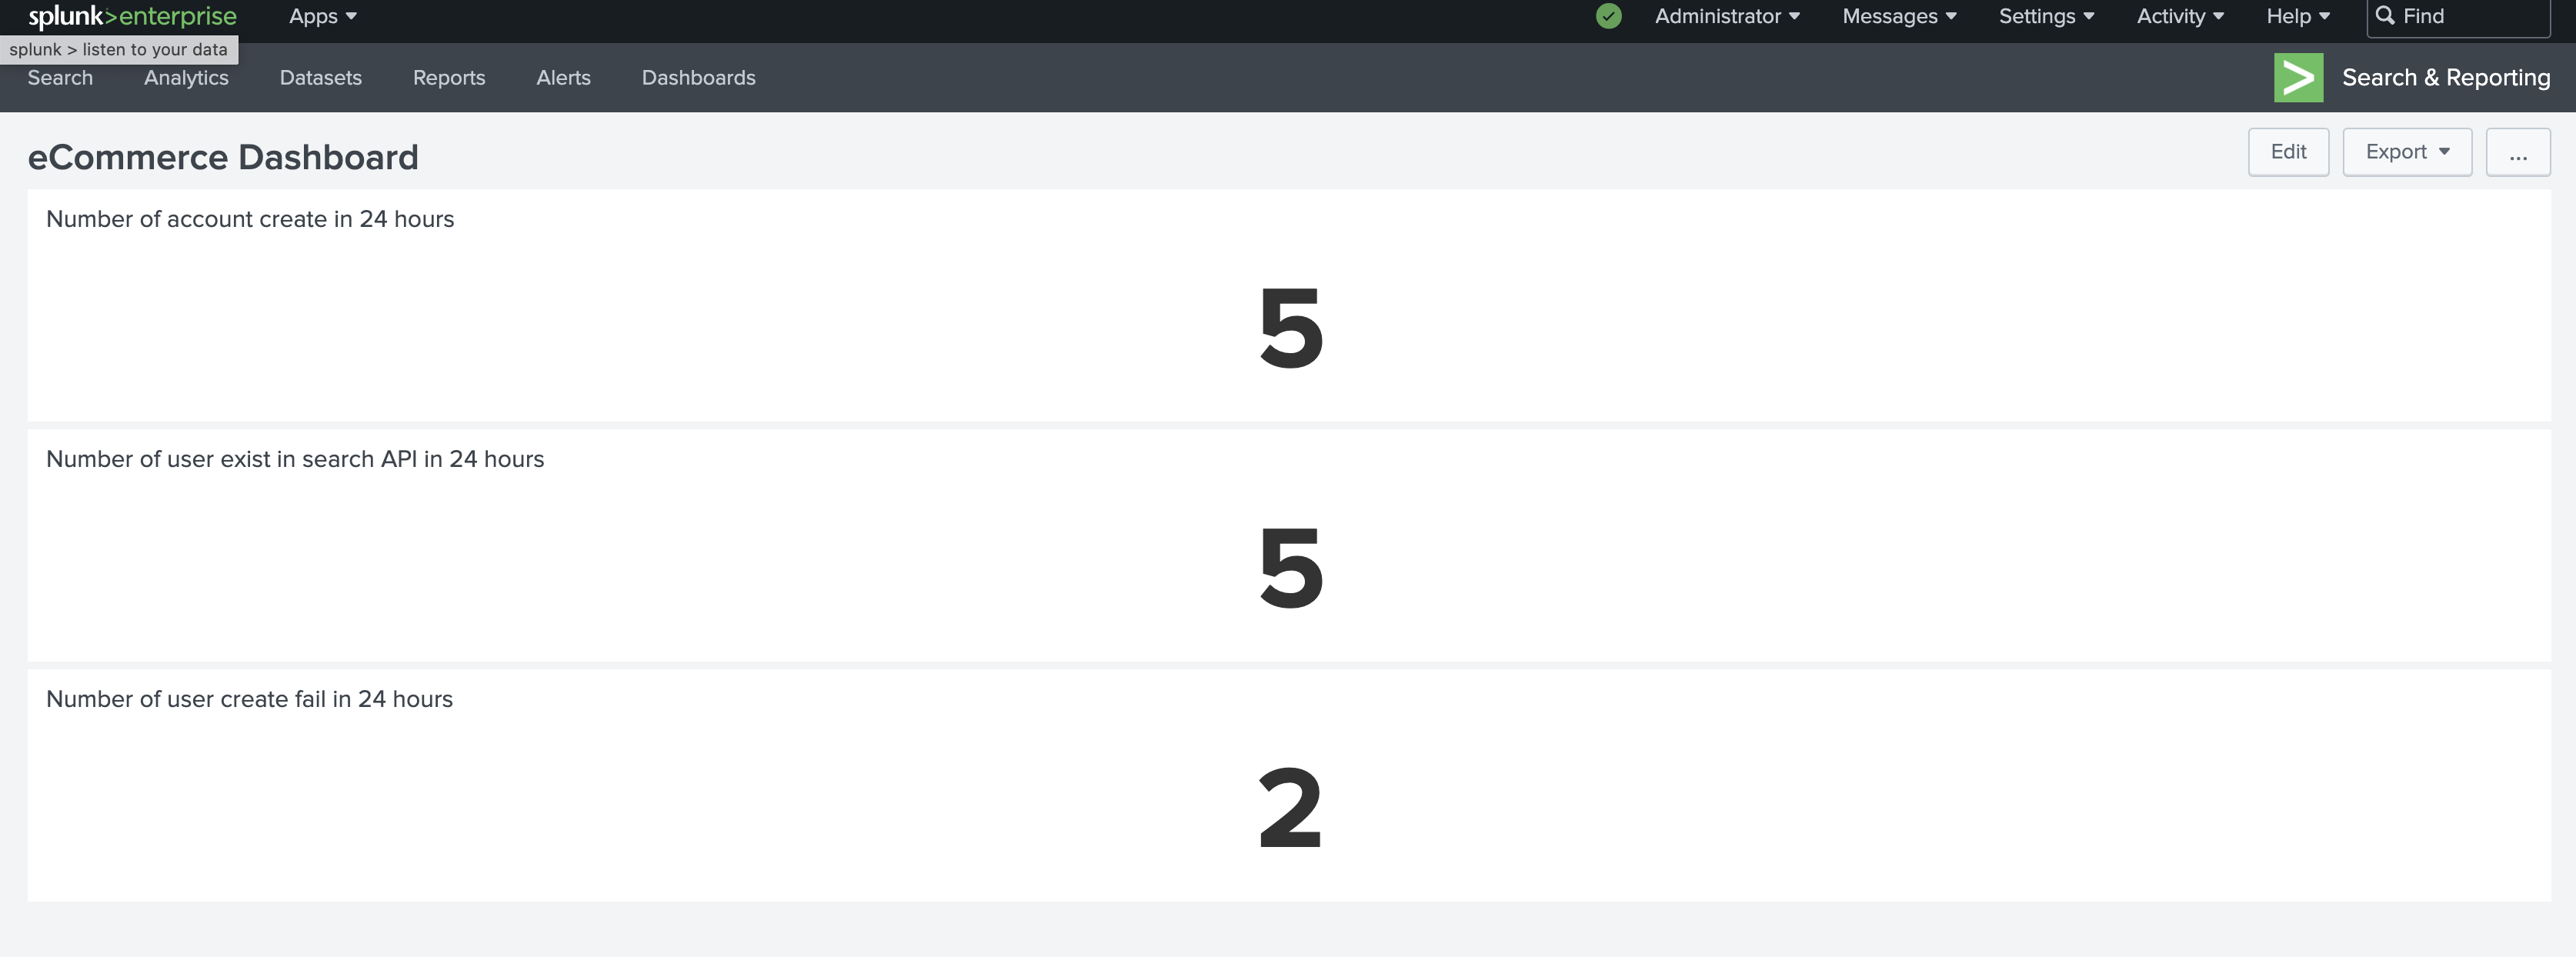 splunk>enterprise Apps Administrator Messages Settings Activity Help Find
splunk > listen to your data
Search Analytics Datasets Reports Alerts Dashboards Search & Reporting
eCommerce Dashboard Edit Export ...
Number of account create in 24 hours
5
Number of user exist in search API in 24 hours
5
Number of user create fail in 24 hours
2